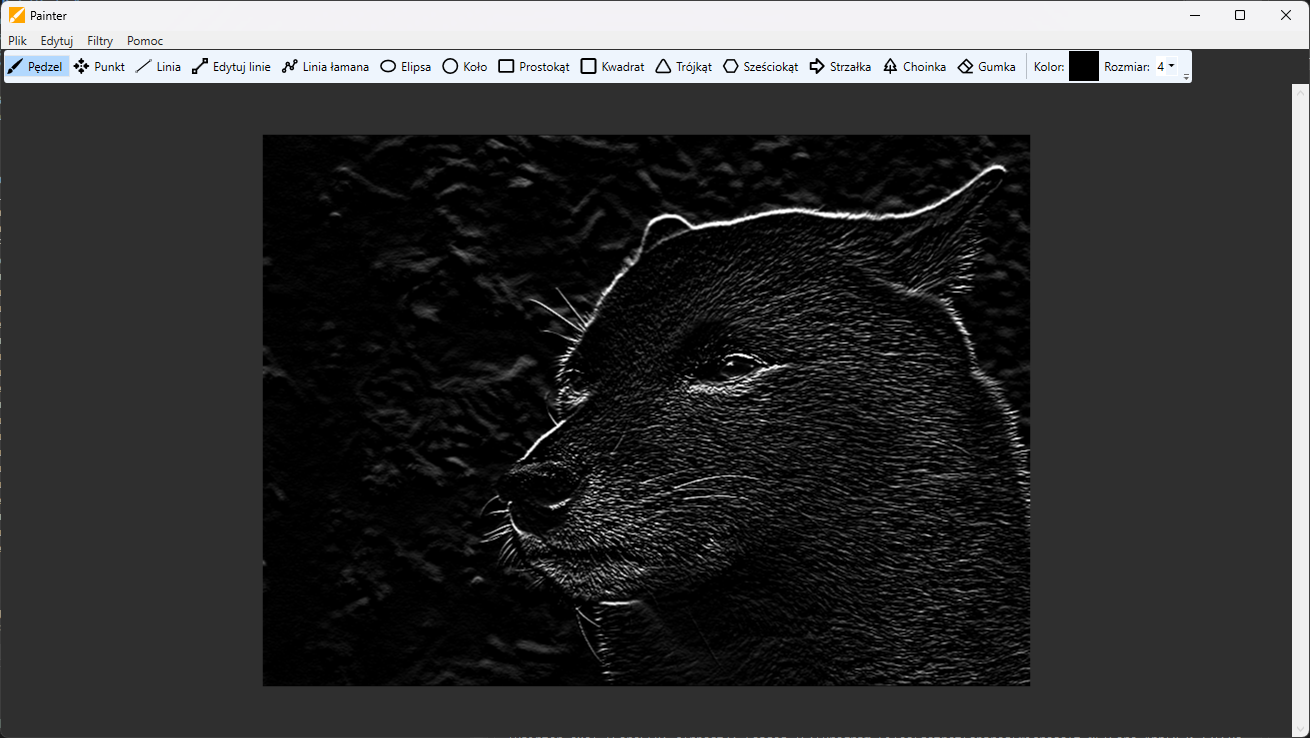 Painter
Plik Edytuj Filtry Pomoc
Pędzel Punkt Linia Edytuj linie Linia łamana Elipsa Koło Prostokąt Kwadrat Trójkąt Sześciokąt Strzałka Choinka Gumka Kolor: Rozmiar: 4